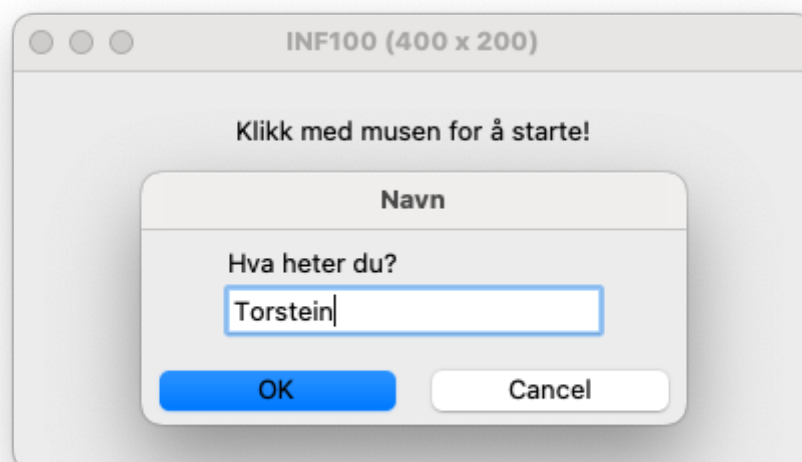 INF100 (400 x 200)
Klikk med musen for å starte!
Navn
Hva heter du?
Torstein
OK Cancel